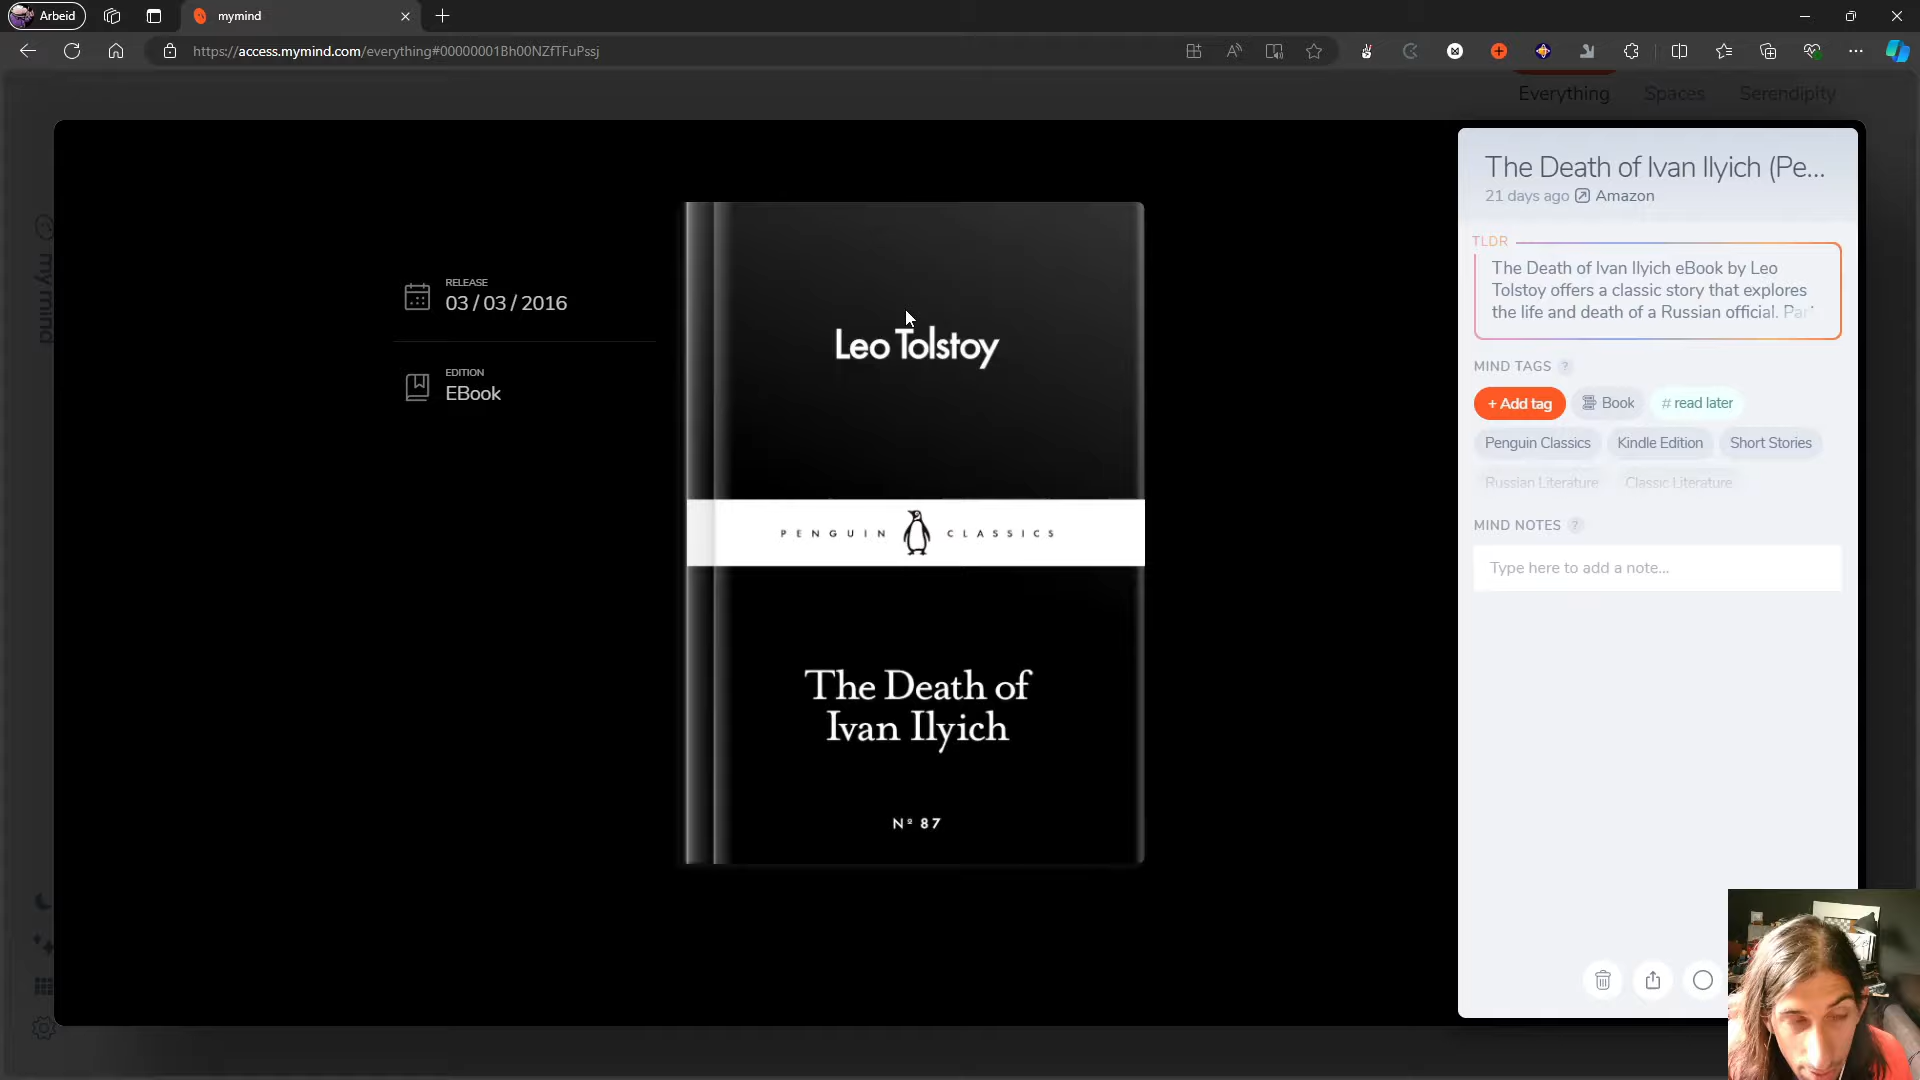 Arbeid
mymind
https://access.mymind.com/everything#00000001Bh00NZfTFuPssj
Everything
Spaces
Serendipity
my mind
RELEASE
03 / 03 / 2016
EDITION
EBook
Leo Tolstoy
PENGUIN CLASSICS
The Death of
Ivan Ilyich
Nº 87
The Death of Ivan Ilyich (Pe...
21 days ago Amazon
TLDR
The Death of Ivan Ilyich eBook by Leo
Tolstoy offers a classic story that explores
the life and death of a Russian official.
MIND TAGS ?
+ Add tag
Book
# read later
Penguin Classics
Kindle Edition
Short Stories
Russian Literature
Classic Literature
MIND NOTES ?
Type here to add a note...